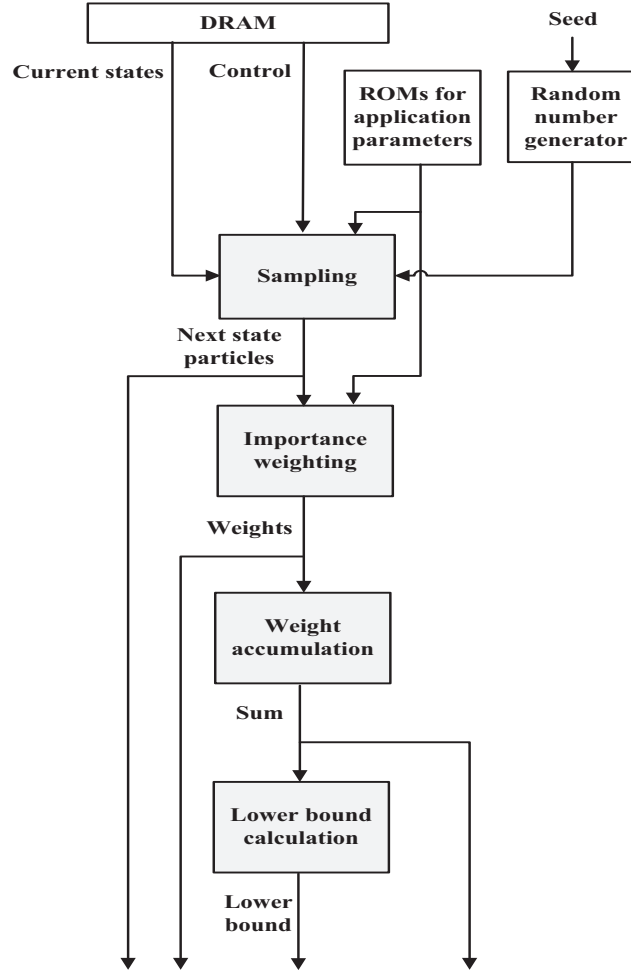 DRAM
Seed
Current states
Control
ROMs for
application
parameters
Random
number
generator
Sampling
Next state
particles
Importance
weighting
Weights
Weight
accumulation
Sum
Lower bound
calculation
Lower
bound